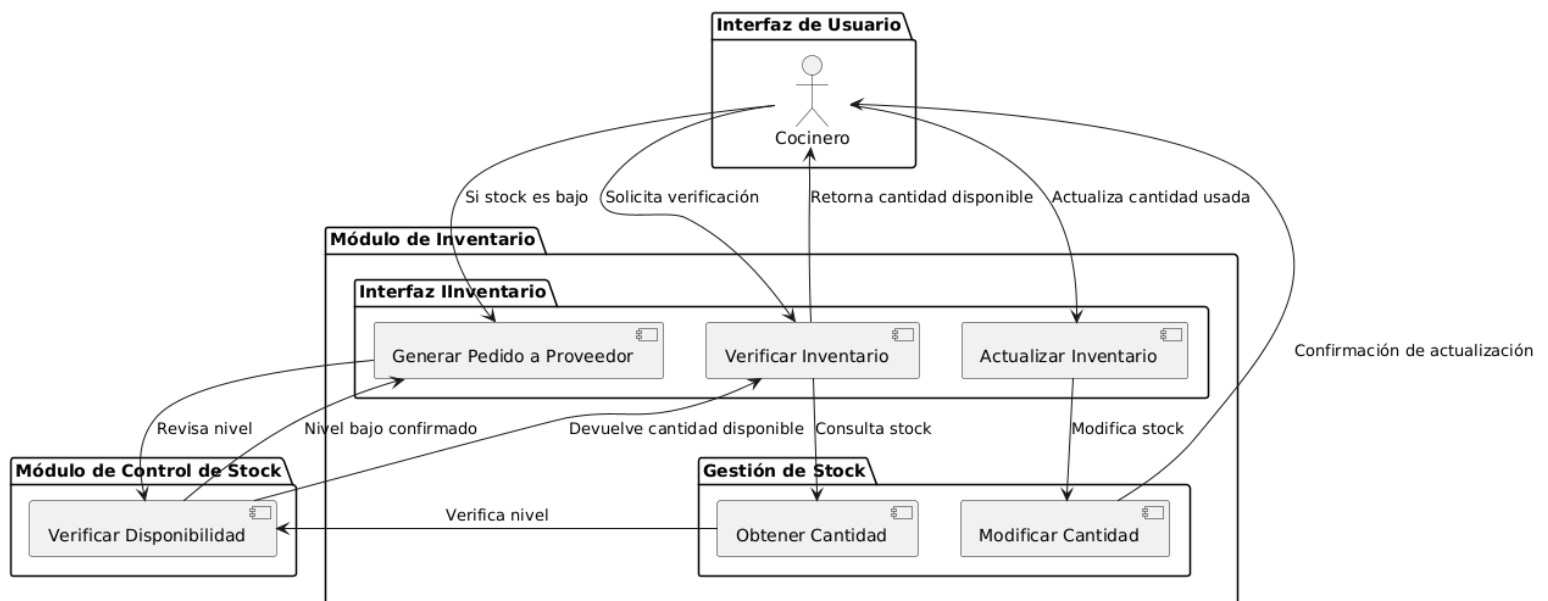 Interfaz de Usuario
Cocinero
Si stock es bajo
Solicita verificación
Retorna cantidad disponible
Actualiza cantidad usada
Módulo de Inventario
Interfaz IInventario
Generar Pedido a Proveedor
Verificar Inventario
Actualizar Inventario
Confirmación de actualización
Revisa nivel
Nivel bajo confirmado
Devuelve cantidad disponible
Consulta stock
Modifica stock
Módulo de Control de Stock
Gestión de Stock
Verificar Disponibilidad
Verifica nivel
Obtener Cantidad
Modificar Cantidad